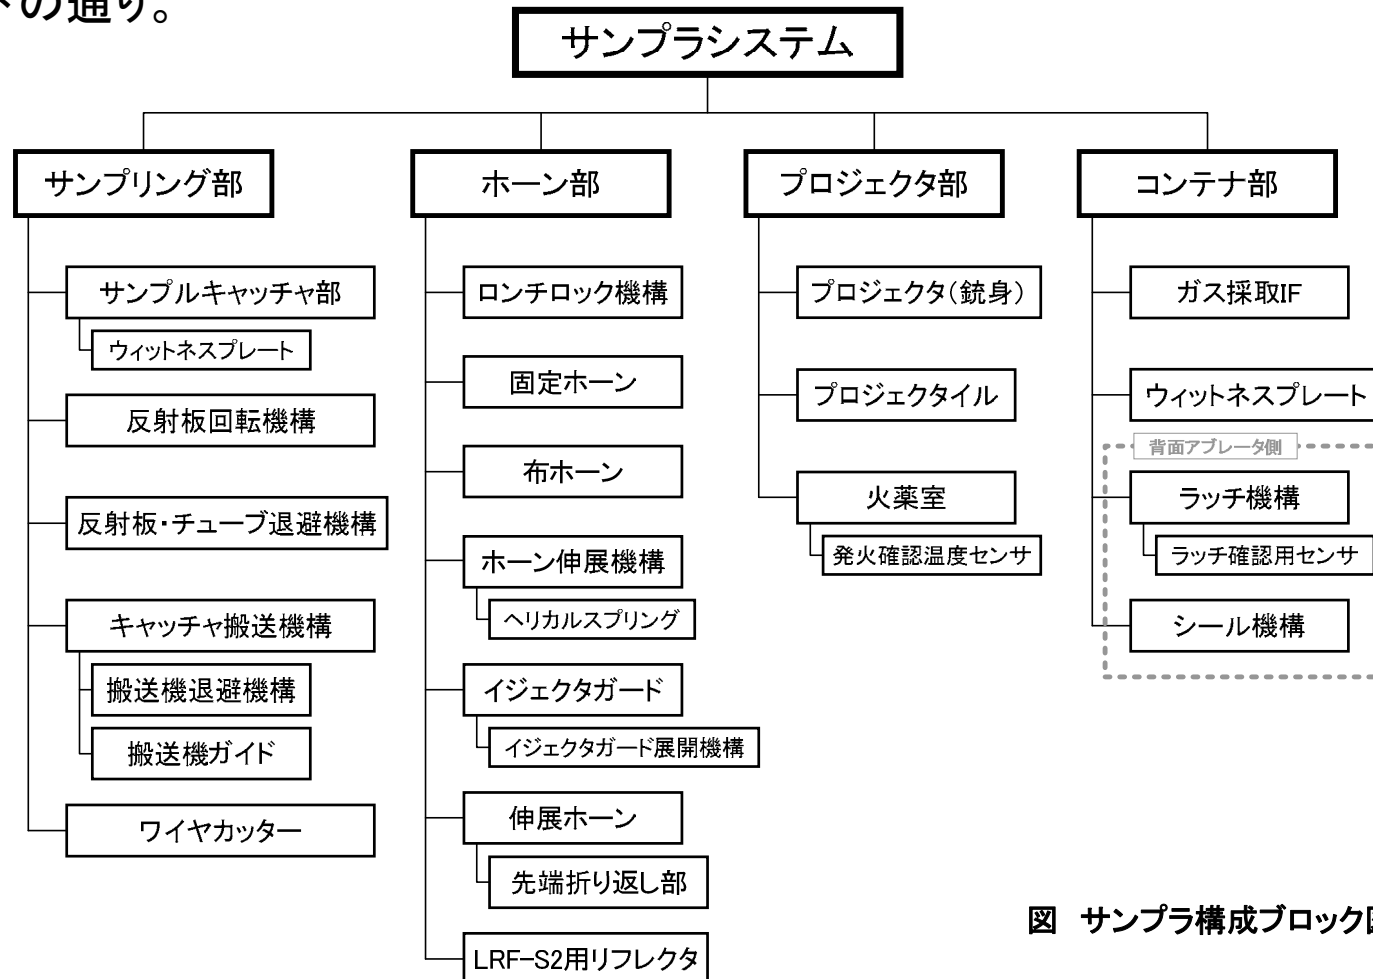 下の通り。
サンプラシステム
サンプリング部
サンプルキャッチャ部
ウィットネスプレート
反射板回転機構
反射板・チューブ退避機構
キャッチャ搬送機構
搬送機退避機構
搬送機ガイド
ワイヤカッター
ホーン部
ロンチロック機構
固定ホーン
布ホーン
ホーン伸展機構
ヘリカルスプリング
イジェクタガード
イジェクタガード展開機構
伸展ホーン
先端折り返し部
LRF-S2用リフレクタ
プロジェクタ部
プロジェクタ(銃身)
プロジェクタイル
火薬室
発火確認温度センサ
コンテナ部
ガス採取IF
ウィットネスプレート
背面アブレータ側
ラッチ機構
ラッチ確認用センサ
シール機構
図 サンプラ構成ブロック図